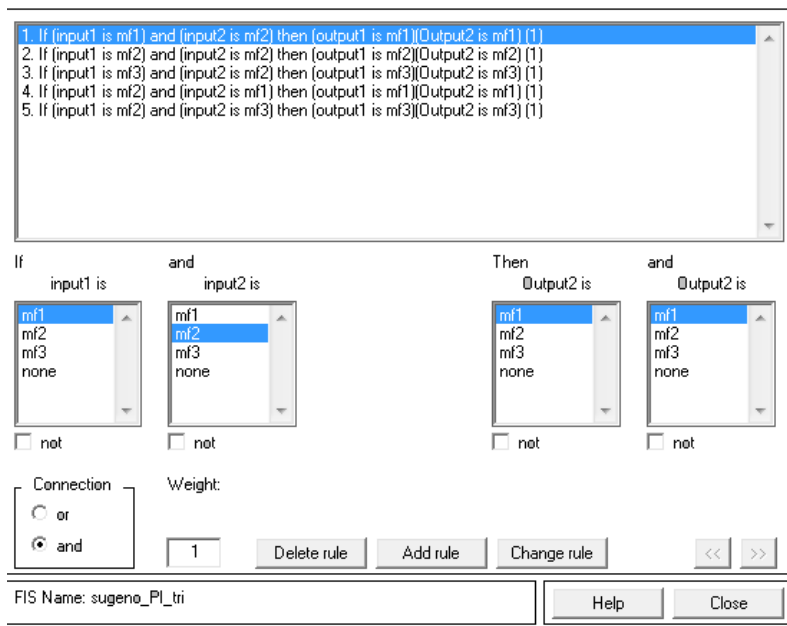 1. If (input1 is mf1) and (input2 is mf2) then (output1 is mf1)(Output2 is mf1) (1)
2. If (input1 is mf2) and (input2 is mf2) then (output1 is mf2)(Output2 is mf2) (1)
3. If (input1 is mf3) and (input2 is mf2) then (output1 is mf3)(Output2 is mf3) (1)
4. If (input1 is mf2) and (input2 is mf1) then (output1 is mf1)(Output2 is mf1) (1)
5. If (input1 is mf2) and (input2 is mf3) then (output1 is mf3)(Output2 is mf3) (1)
If and Then and
input1 is input2 is Output2 is Output2 is
mf1 mf1 mf1 mf1
mf2 mf2 mf2 mf2
mf3 mf3 mf3 mf3
none none none none
not not not not
Connection Weight:
or
and 1 Delete rule Add rule Change rule << >>
FIS Name: sugeno_PI_tri Help Close